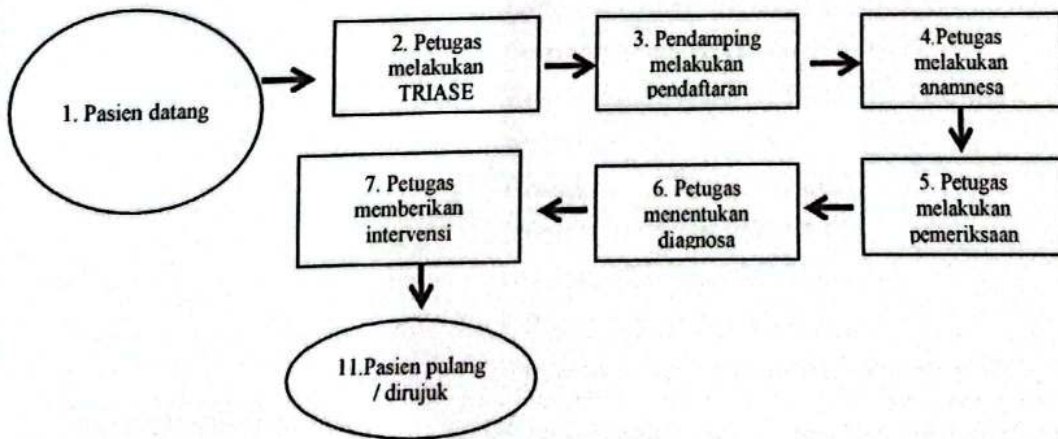 1. Pasien datang
2. Petugas
melakukan
TRIASE
3. Pendamping
melakukan
pendaftaran
4.Petugas
melakukan
anamnesa
5. Petugas
melakukan
pemeriksaan
6. Petugas
menentukan
diagnosa
7. Petugas
memberikan
intervensi
11.Pasien pulang
/ dirujuk